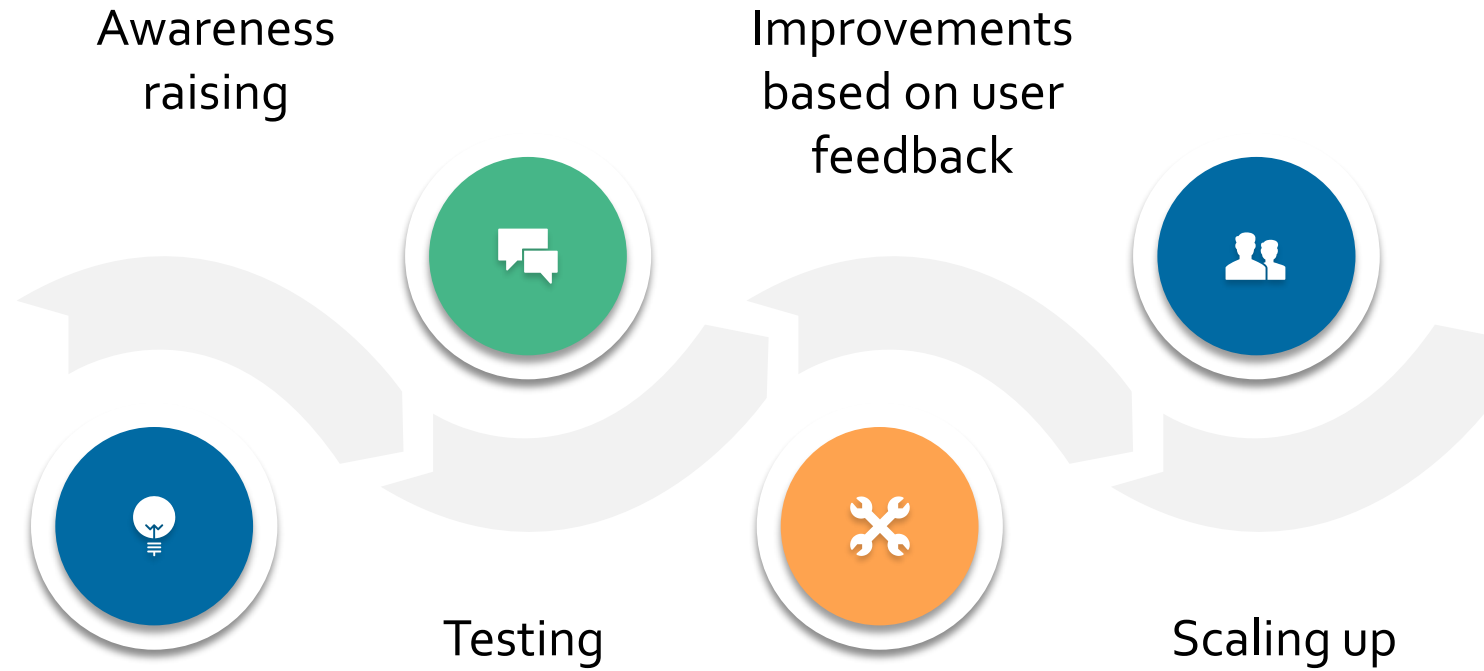 Awareness
raising
Testing
Improvements
based on user
feedback
Scaling up